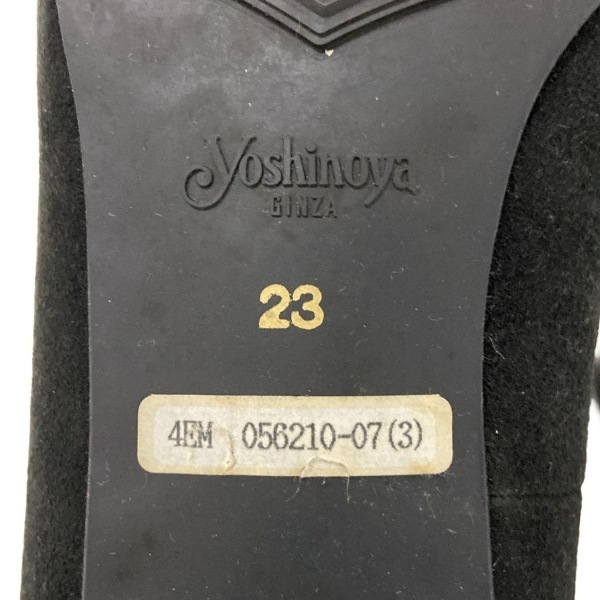 Yoshinoya
GINZA
23
4EM 056210-07(3)